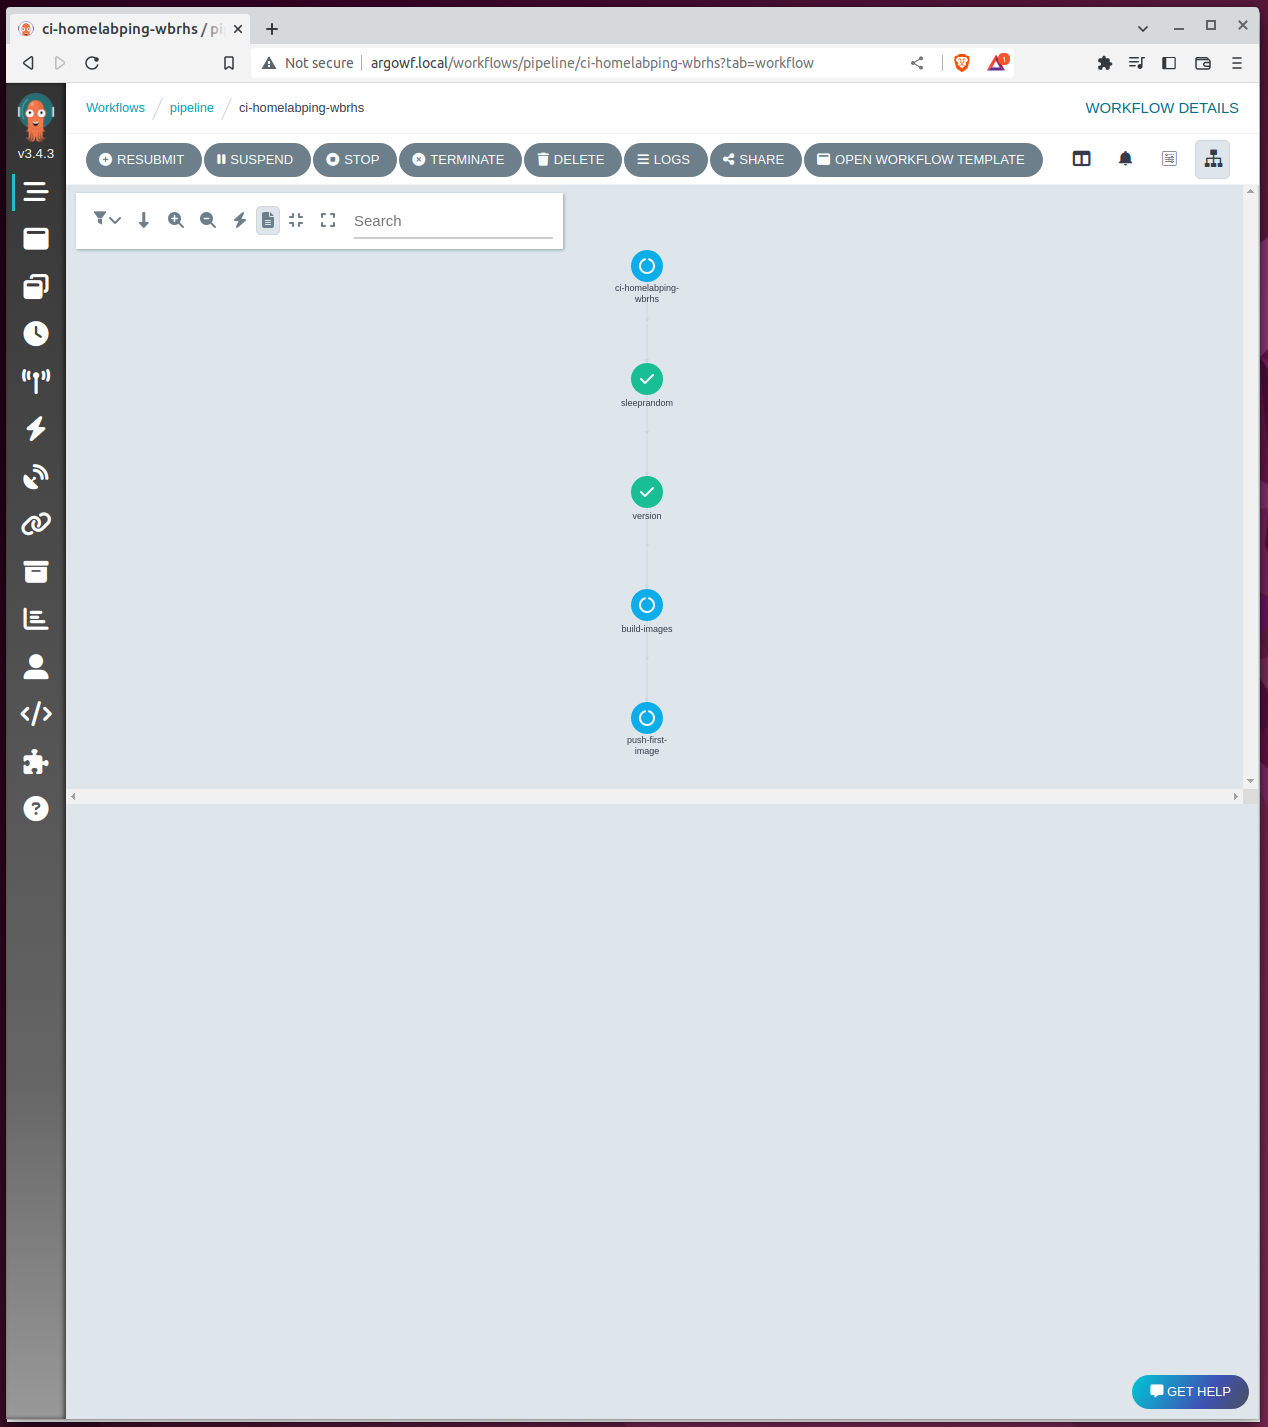 ci-homelabping-wbrhs / pi
Not secure
argowf.local/workflows/pipeline/ci-homelabping-wbrhs?tab=workflow
1
v3.4.3
Workflows
pipeline
ci-homelabping-wbrhs
WORKFLOW DETAILS
RESUBMIT
SUSPEND
STOP
TERMINATE
DELETE
LOGS
SHARE
OPEN WORKFLOW TEMPLATE
Search
ci-homelabping-
wbrhs
sleeprandom
version
build-images
push-first-
image
GET HELP